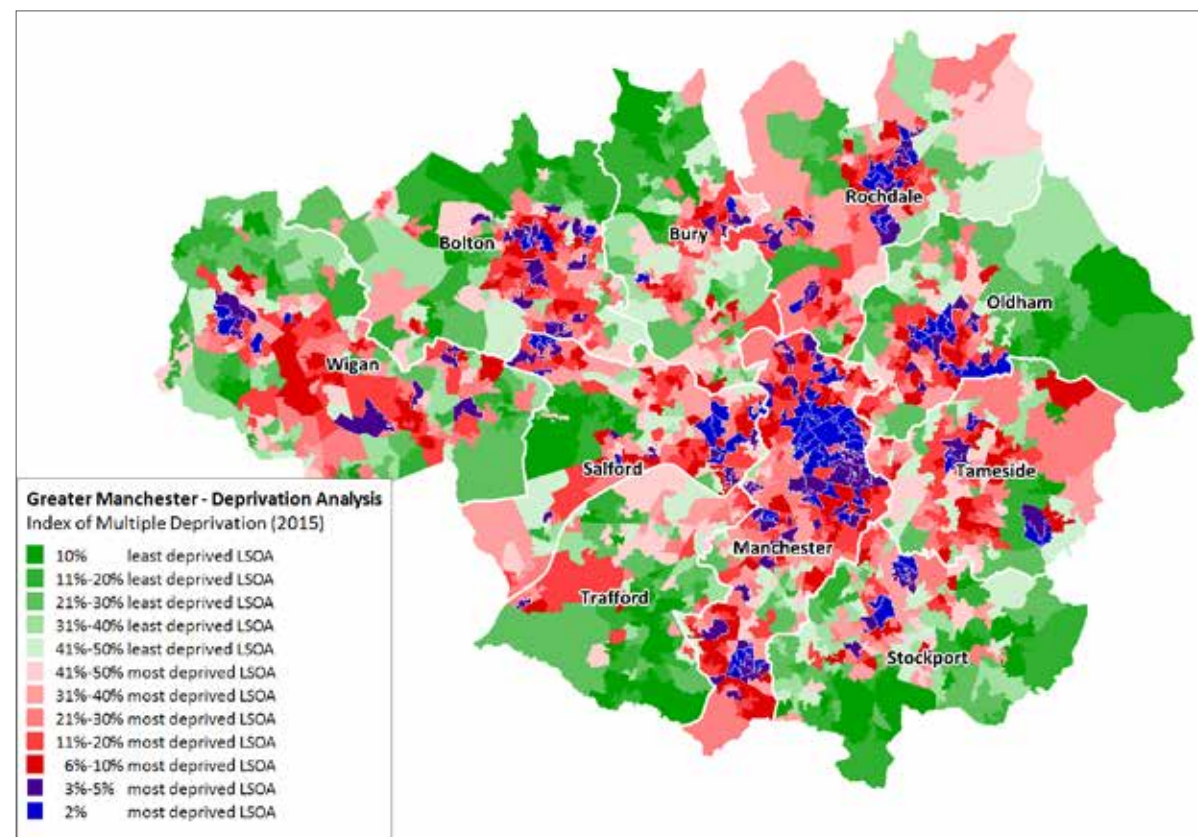 Rochdale
Bolton
Bury
Oldham
Wigan
Salford
Tameside
Manchester
Trafford
Stockport
Greater Manchester - Deprivation Analysis
Index of Multiple Deprivation (2015)
10% least deprived LSOA
11%-20% least deprived LSOA
21%-30% least deprived LSOA
31%-40% least deprived LSOA
41%-50% least deprived LSOA
41%-50% most deprived LSOA
31%-40% most deprived LSOA
21%-30% most deprived LSOA
11%-20% most deprived LSOA
6%-10% most deprived LSOA
3%-5% most deprived LSOA
2% most deprived LSOA